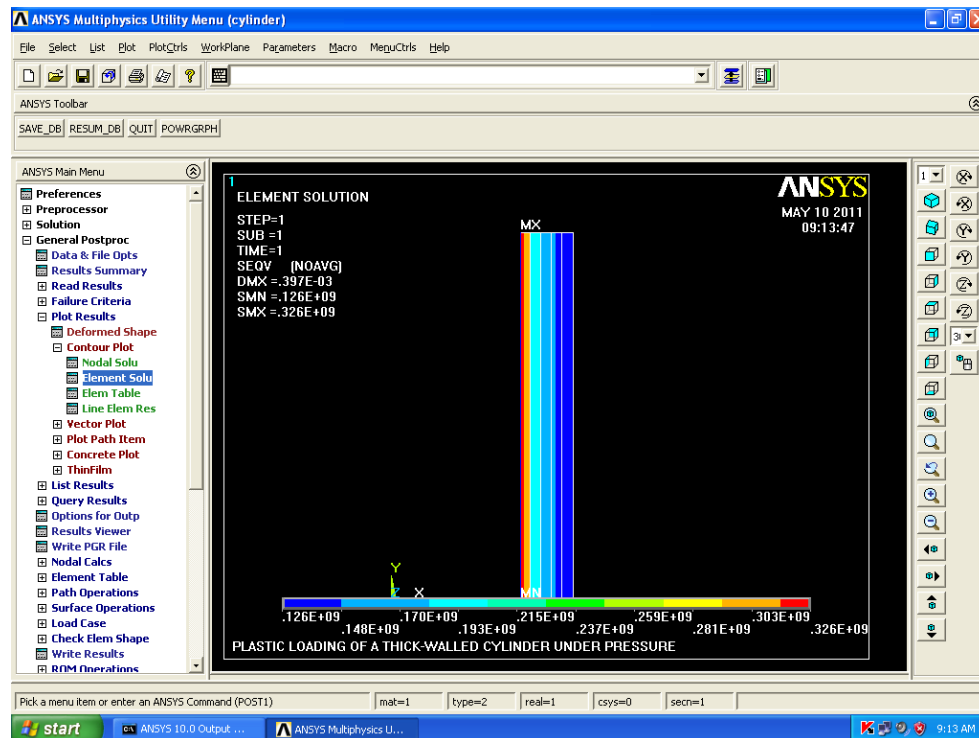 ANSYS Multiphysics Utility Menu (cylinder)
File Select List Plot PlotCtrls WorkPlane Parameters Macro MenuCtrls Help
ANSYS Toolbar
SAVE_DB RESUM_DB QUIT POWRGRPH
ANSYS Main Menu
Preferences
Preprocessor
Solution
General Postproc
Data & File Opts
Results Summary
Read Results
Failure Criteria
Plot Results
Deformed Shape
Contour Plot
Nodal Solu
Element Solu
Elem Table
Line Elem Res
Vector Plot
Plot Path Item
Concrete Plot
ThinFilm
List Results
Query Results
Options for Outp
Results Viewer
Write PGR File
Nodal Calcs
Element Table
Path Operations
Surface Operations
Load Case
Check Elem Shape
Write Results
ROM Operations
1
ELEMENT SOLUTION
STEP=1
SUB =1
TIME=1
SEQV (NOAVG)
DMX =.397E-03
SMN =.126E+09
SMX =.326E+09
ANSYS
MAY 10 2011
09:13:47
MX
Y
Z X
MN
.126E+09 .170E+09 .215E+09 .259E+09 .303E+09
.148E+09 .193E+09 .237E+09 .281E+09 .326E+09
PLASTIC LOADING OF A THICK-WALLED CYLINDER UNDER PRESSURE
1
Pick a menu item or enter an ANSYS Command (POST1) mat=1 type=2 real=1 csys=0 secn=1
start ANSYS 10.0 Output ... ANSYS Multiphysics U... 9:13 AM